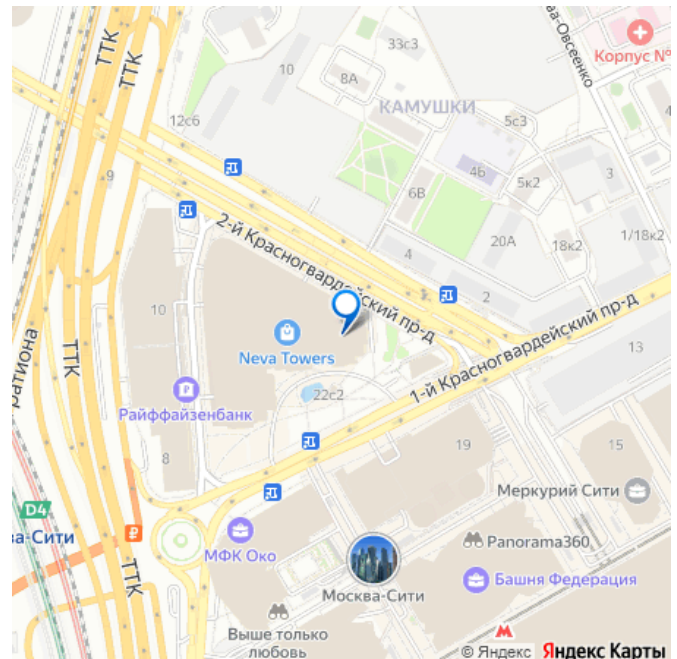 ТТК
ТТК
33с3
10
8А
КАМУШКИ
Корпус №
12с6
5с3
4Б
5к2
3
9
6В
20А
18к2
1/18к2
4
2
2-й Красногвардейский пр-д
1-й Красногвардейский пр-д
10
13
Neva Towers
22с2
ТТК
Райффайзенбанк
8
19
15
Меркурий Сити
D4
ва-Сити
МФК Око
Panorama360
Башня Федерация
ТТК
Москва-Сити
Выше только
любовь
© Яндекс Яндекс Карты